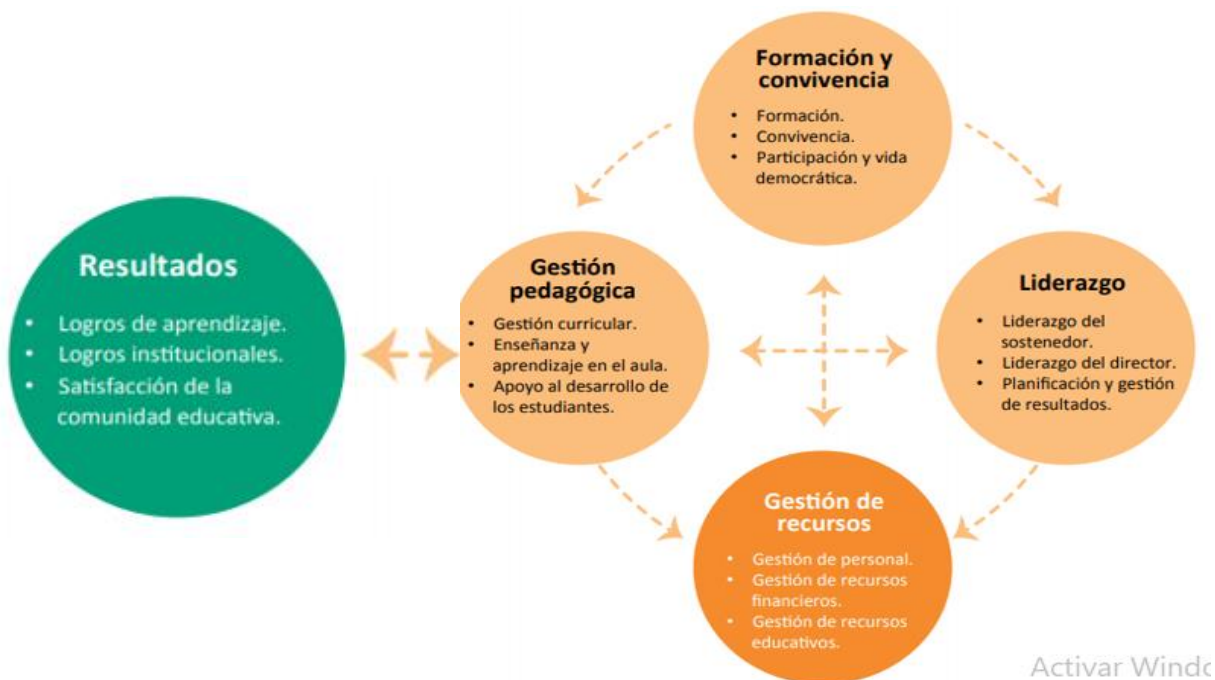 Formación y
convivencia
• Formación.
• Convivencia.
• Participación y vida
democrática.
Resultados
• Logros de aprendizaje.
• Logros institucionales.
• Satisfacción de la
comunidad educativa.
Gestión
pedagógica
• Gestión curricular.
• Enseñanza y
aprendizaje en el aula.
• Apoyo al desarrollo de
los estudiantes.
Liderazgo
• Liderazgo del
sostenedor.
• Liderazgo del director.
• Planificación y gestión
de resultados.
Gestión de
recursos
• Gestión de personal.
• Gestión de recursos
financieros.
• Gestión de recursos
educativos.
Activar Windo